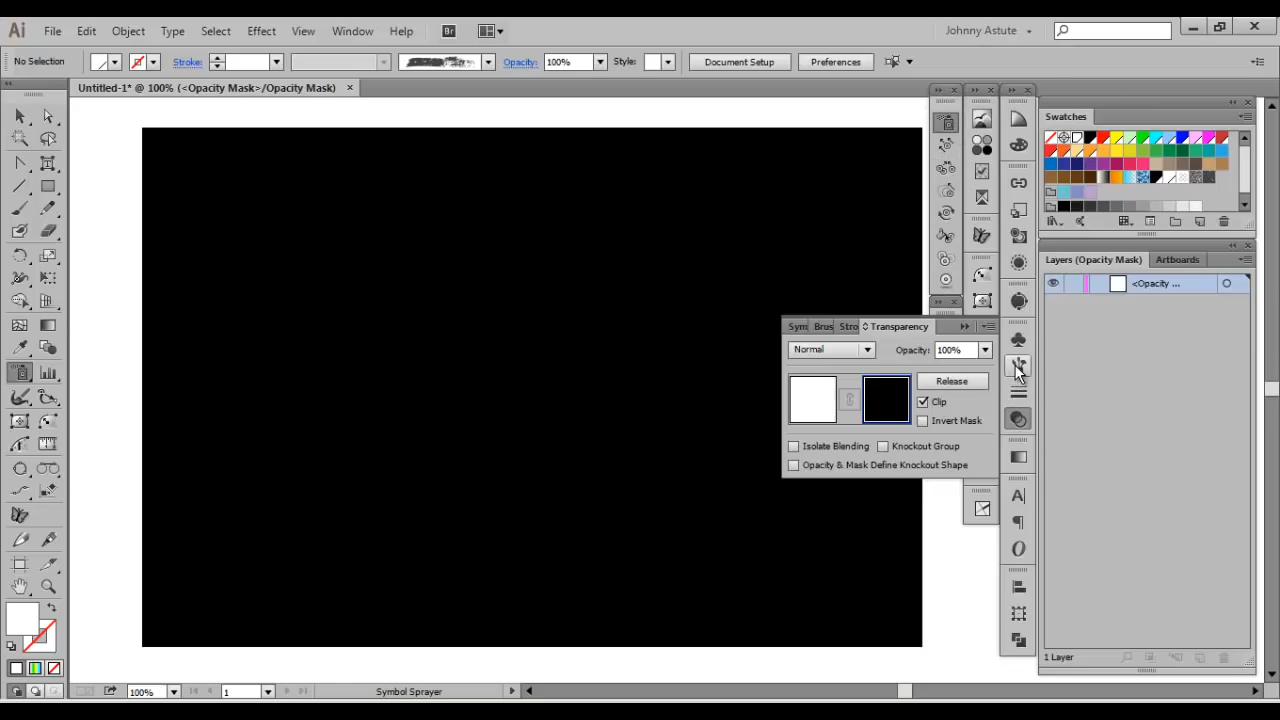 Ai File Edit Object Type Select Effect View Window Help Br Johnny Astute
No Selection Stroke: Opacity: 100% Style: Document Setup Preferences
Untitled-1* @ 100% (<Opacity Mask>/Opacity Mask) ×
Swatches
Layers (Opacity Mask) Artboards
<Opacity ...
Sym Brus Stro Transparency
Normal Opacity: 100%
Release
Clip
Invert Mask
Isolate Blending Knockout Group
Opacity & Mask Define Knockout Shape
1 Layer
100% 1 Symbol Sprayer